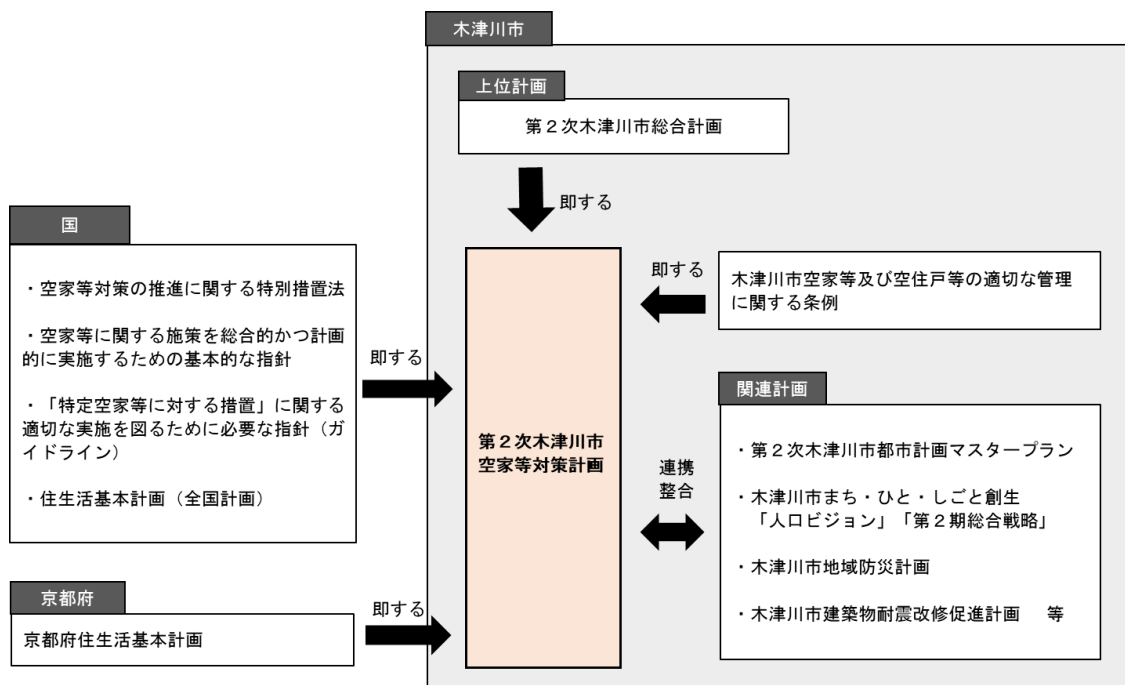 木津川市
上位計画
第２次木津川市総合計画
即する
国
・空家等対策の推進に関する特別措置法
・空家等に関する施策を総合的かつ計画
的に実施するための基本的な指針
・「特定空家等に対する措置」に関する
適切な実施を図るために必要な指針（ガ
イドライン）
・住生活基本計画（全国計画）
即する
京都府
京都府住生活基本計画
即する
第２次木津川市
空家等対策計画
即する
木津川市空家等及び空住戸等の適切な管理
に関する条例
連携
整合
関連計画
・第２次木津川市都市計画マスタープラン
・木津川市まち・ひと・しごと創生
「人口ビジョン」「第２期総合戦略」
・木津川市地域防災計画
・木津川市建築物耐震改修促進計画　等